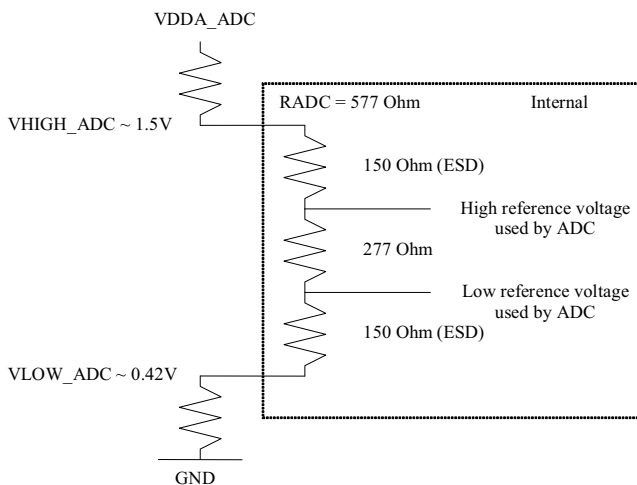 VDDA_ADC
RADC = 577 Ohm
Internal
VHIGH_ADC ~ 1.5V
150 Ohm (ESD)
High reference voltage
used by ADC
277 Ohm
Low reference voltage
used by ADC
150 Ohm (ESD)
VLOW_ADC ~ 0.42V
GND